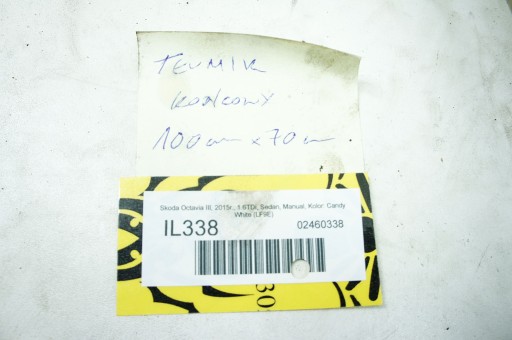 TŁUMIK
KOŃCOWY
100cm x 70cm
Skoda Octavia III, 2015r., 1.6TDI, Sedan, Manual, Kolor: Candy
White (LF9E)
IL338 02460338